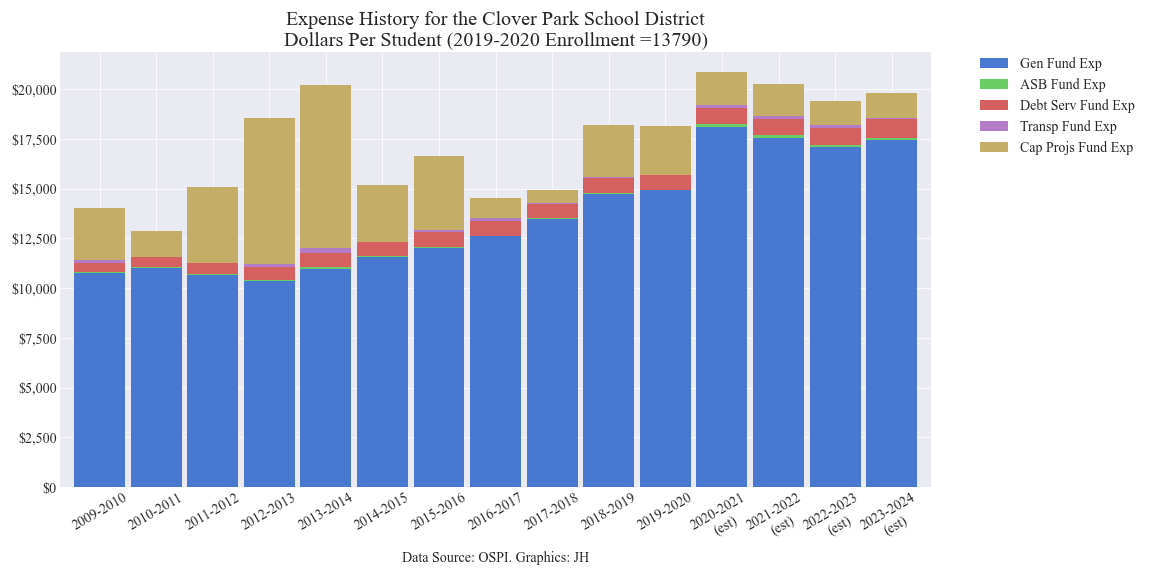 Expense History for the Clover Park School District
Dollars Per Student (2019-2020 Enrollment =13790)
$20,000
$17,500
$15,000
$12,500
$10,000
$7,500
$5,000
$2,500
$0
2009-2010
2010-2011
2011-2012
2012-2013
2013-2014
2014-2015
2015-2016
2016-2017
2017-2018
2018-2019
2019-2020
2020-2021
(est)
2021-2022
(est)
2022-2023
(est)
2023-2024
(est)
Data Source: OSPI. Graphics: JH
Gen Fund Exp
ASB Fund Exp
Debt Serv Fund Exp
Transp Fund Exp
Cap Projs Fund Exp